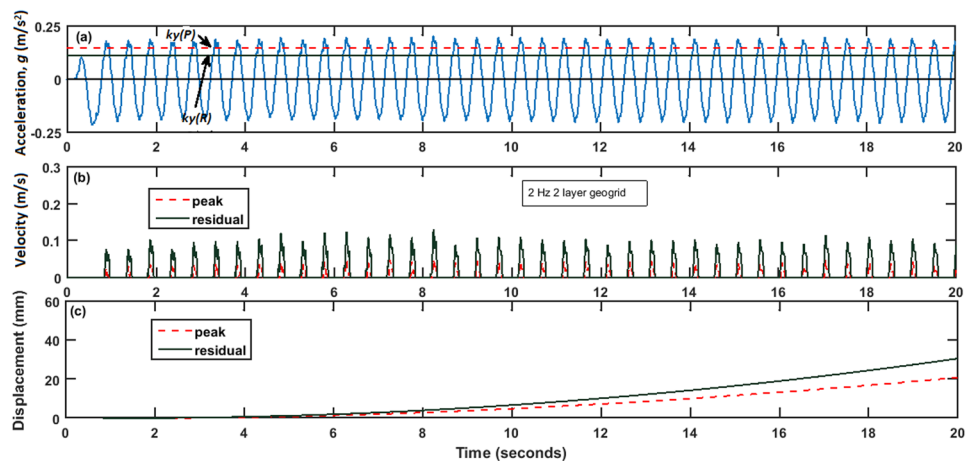 (a)
ky(P)
ky(R)
Acceleration, g (m/s²)
0.25
0
-0.25
0 2 4 6 8 10 12 14 16 18 20
(b)
2 Hz 2 layer geogrid
peak
residual
Velocity (m/s)
0.3
0.2
0.1
0
0 2 4 6 8 10 12 14 16 18 20
(c)
peak
residual
Displacement (mm)
60
40
20
0
0 2 4 6 8 10 12 14 16 18 20
Time (seconds)